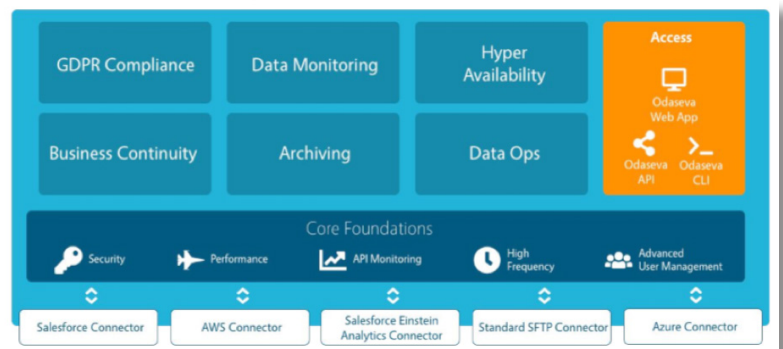 GDPR Compliance
Data Monitoring
Hyper
Availability
Access
Odaseva
Web App
Business Continuity
Archiving
Data Ops
Odaseva
API
Odaseva
CLI
Core Foundations
Security
Performance
API Monitoring
High
Frequency
Advanced
User Management
Salesforce Connector
AWS Connector
Salesforce Einstein
Analytics Connector
Standard SFTP Connector
Azure Connector